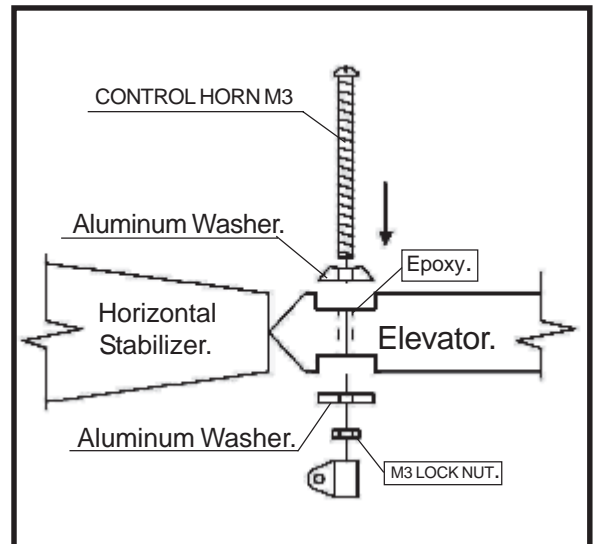 CONTROL HORN M3
Aluminum Washer.
Epoxy.
Horizontal
Stabilizer.
Elevator.
Aluminum Washer.
M3 LOCK NUT.